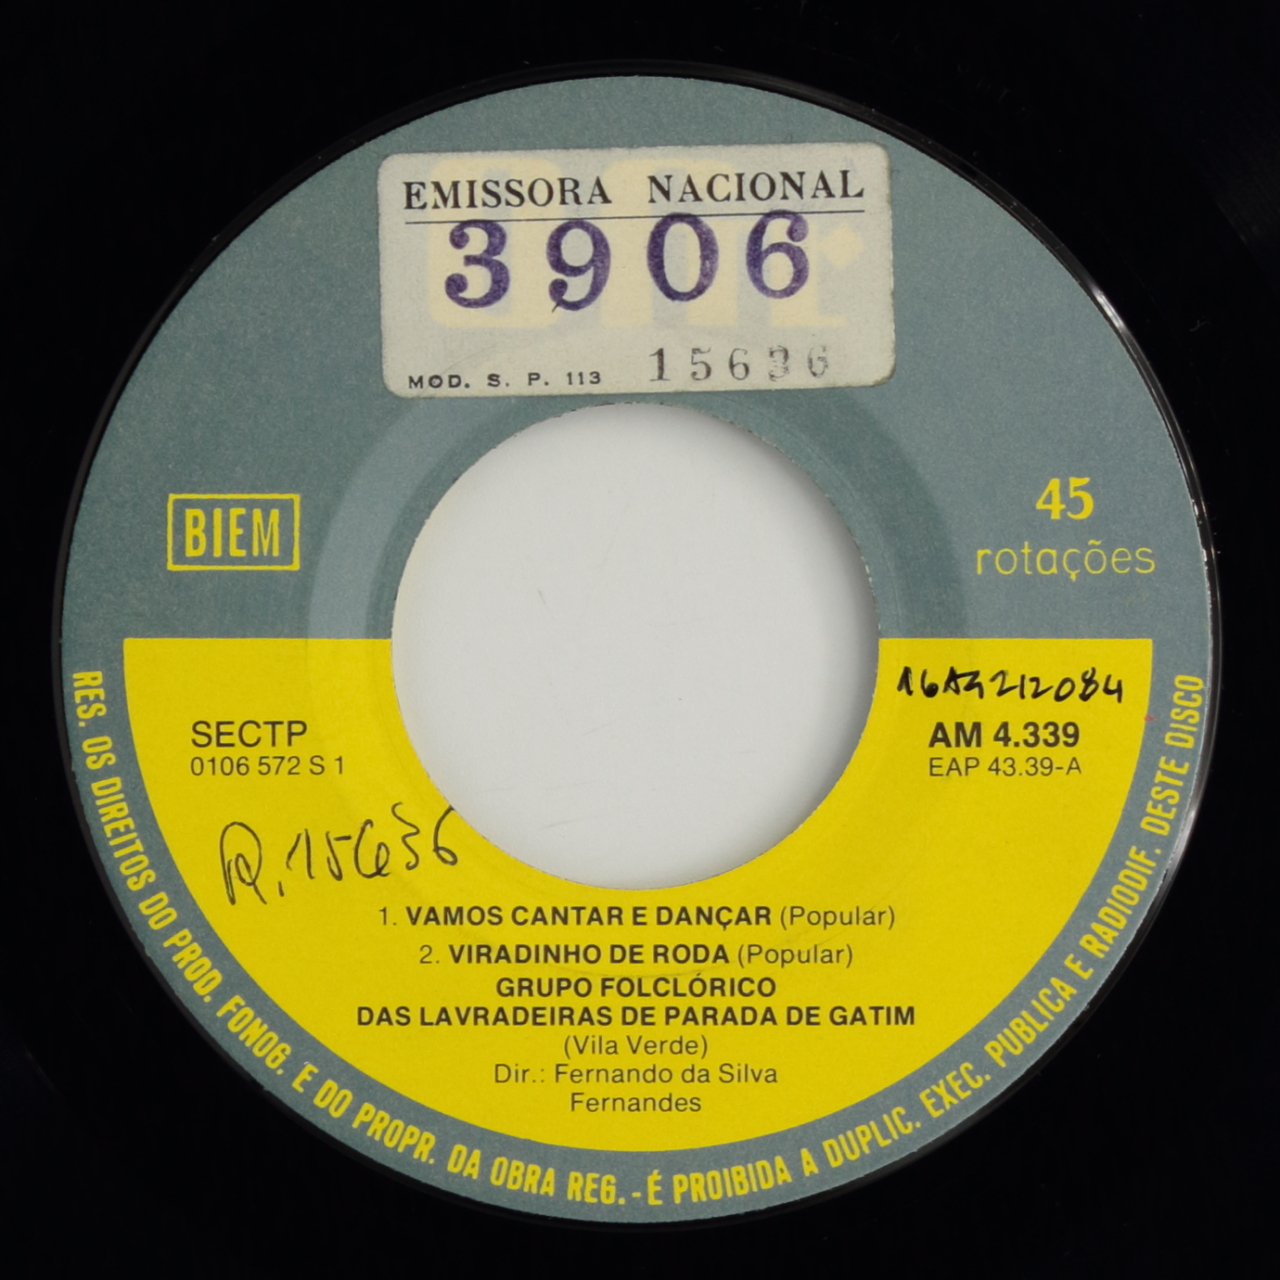 EMISSORA NACIONAL
3906
MOD. S. P. 113 15636
BIEM
45
rotações
16AG212084
SECTP
0106 572 S 1
AM 4.339
EAP 43.39-A
R.15636
1. VAMOS CANTAR E DANÇAR (Popular)
2. VIRADINHO DE RODA (Popular)
GRUPO FOLCLÓRICO
DAS LAVRADEIRAS DE PARADA DE GATIM
(Vila Verde)
Dir.: Fernando da Silva
Fernandes
RES. OS DIREITOS DO PROD. FONOG. E DO PROPR. DA OBRA REG. - É PROIBIDA A DUPLIC. EXEC. PUBLICA E RADIODIF. DESTE DISCO